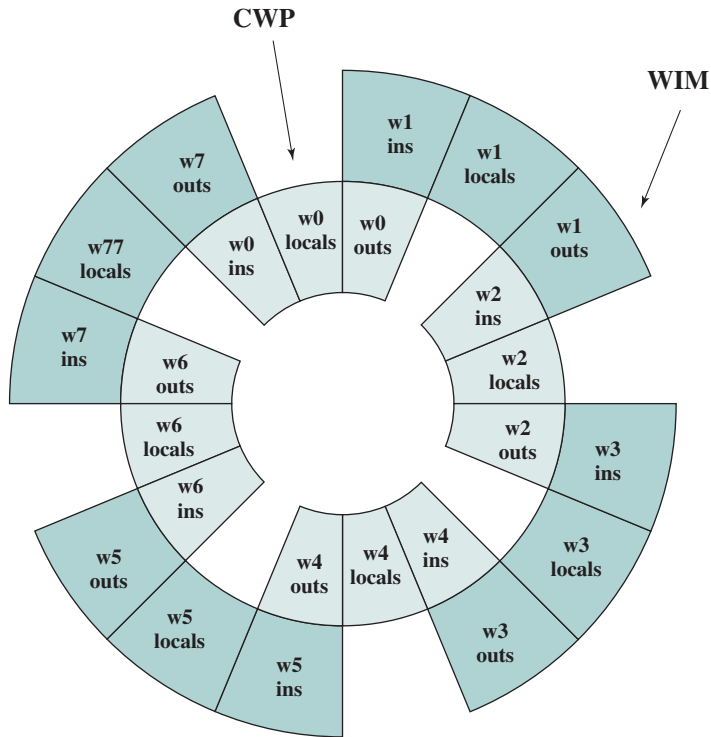 CWP
WIM
w1
ins
w1
locals
w1
outs
w7
outs
w77
locals
w7
ins
w0
ins
w0
locals
w0
outs
w2
ins
w2
locals
w2
outs
w3
ins
w3
locals
w3
outs
w4
ins
w4
locals
w4
outs
w5
ins
w5
locals
w5
outs
w6
ins
w6
locals
w6
outs